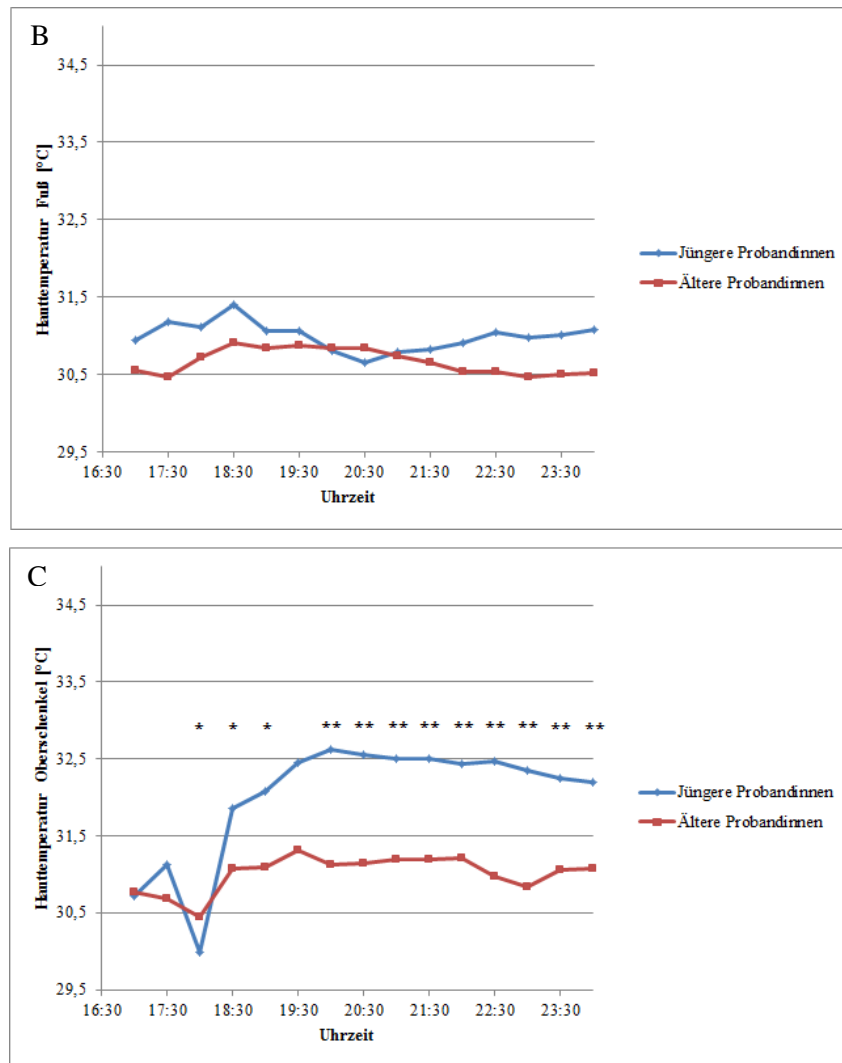 B
34,5
33,5
32,5
31,5
30,5
29,5
Hauttemperatur Fuß [°C]
16:30 17:30 18:30 19:30 20:30 21:30 22:30 23:30
Uhrzeit
Jüngere Probandinnen
Ältere Probandinnen
C
34,5
33,5
32,5
31,5
30,5
29,5
Hauttemperatur Oberschenkel [°C]
* * * ** ** ** ** ** ** ** ** **
16:30 17:30 18:30 19:30 20:30 21:30 22:30 23:30
Uhrzeit
Jüngere Probandinnen
Ältere Probandinnen